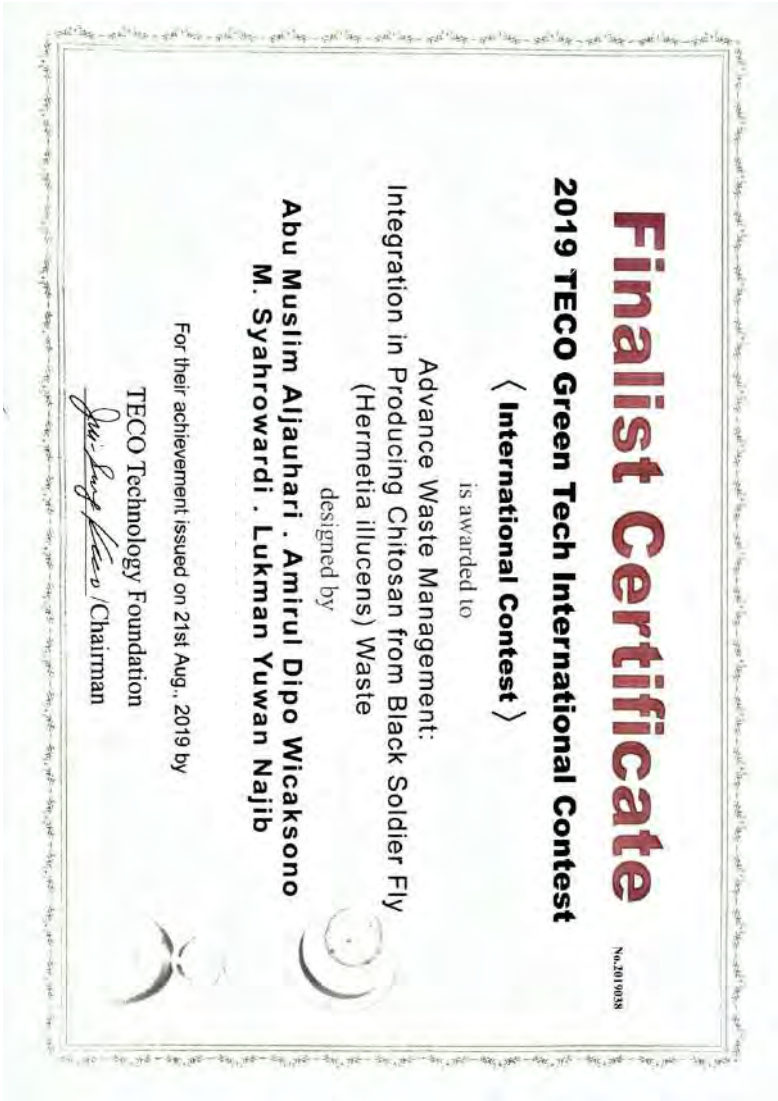 Finalist Certificate
No.2019038
2019 TECO Green Tech International Contest
〈 International Contest 〉
is awarded to
Advance Waste Management:
Integration in Producing Chitosan from Black Soldier Fly
(Hermetia illucens) Waste
designed by
Abu Muslim Aljauhari . Amirul Dipo Wicaksono
M. Syahrowardi . Lukman Yuwan Najib
For their achievement issued on 21st Aug., 2019 by
TECO Technology Foundation
/Chairman